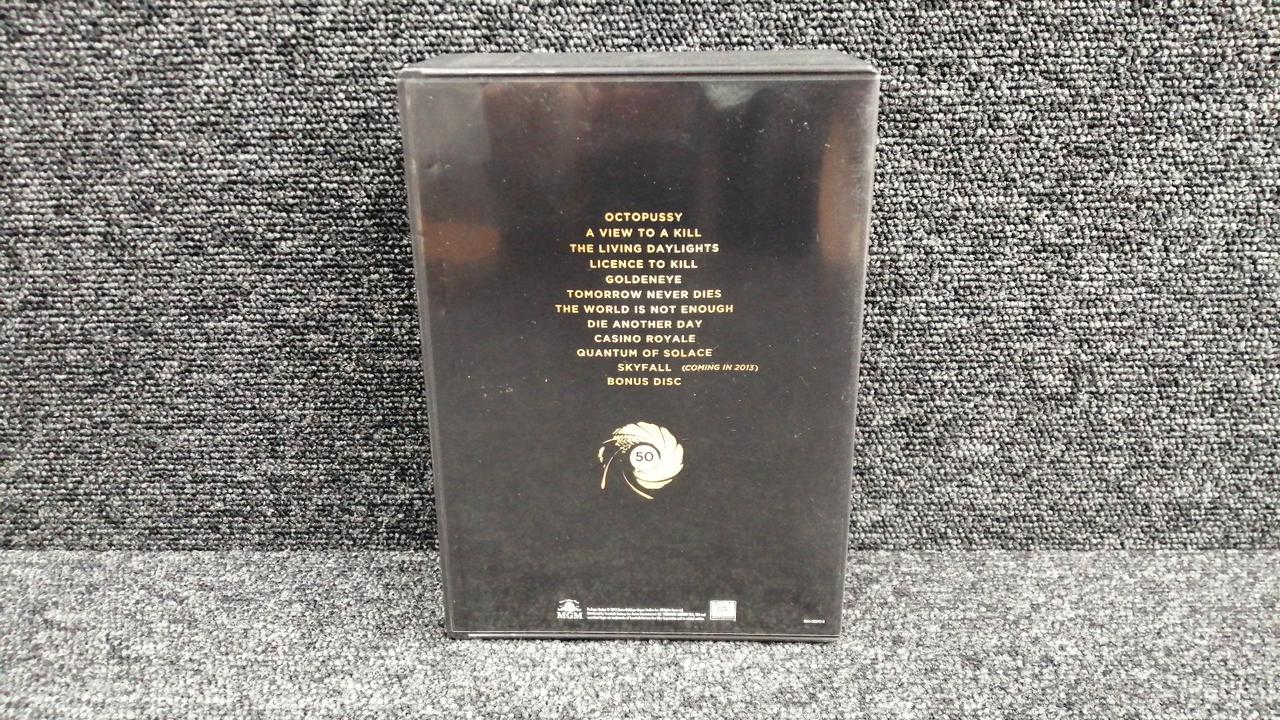 OCTOPUSSY
A VIEW TO A KILL
THE LIVING DAYLIGHTS
LICENCE TO KILL
GOLDENEYE
TOMORROW NEVER DIES
THE WORLD IS NOT ENOUGH
DIE ANOTHER DAY
CASINO ROYALE
QUANTUM OF SOLACE
SKYFALL (COMING IN 2013)
BONUS DISC
50
MGM